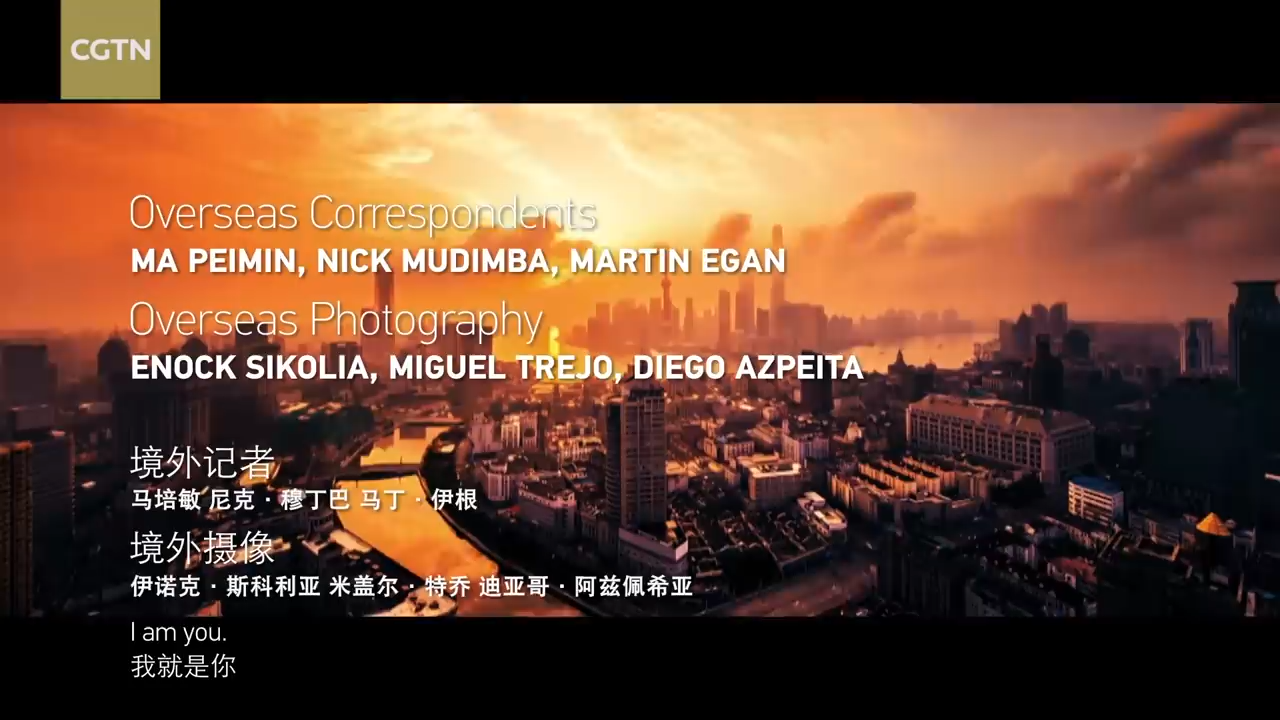 CGTN
Overseas Correspondents
MA PEIMIN, NICK MUDIMBA, MARTIN EGAN
Overseas Photography
ENOCK SIKOLIA, MIGUEL TREJO, DIEGO AZPEITA
境外记者
马培敏 尼克·穆丁巴 马丁·伊根
境外摄像
伊诺克·斯科利亚 米盖尔·特乔 迪亚哥·阿兹佩希亚
I am you.
我就是你